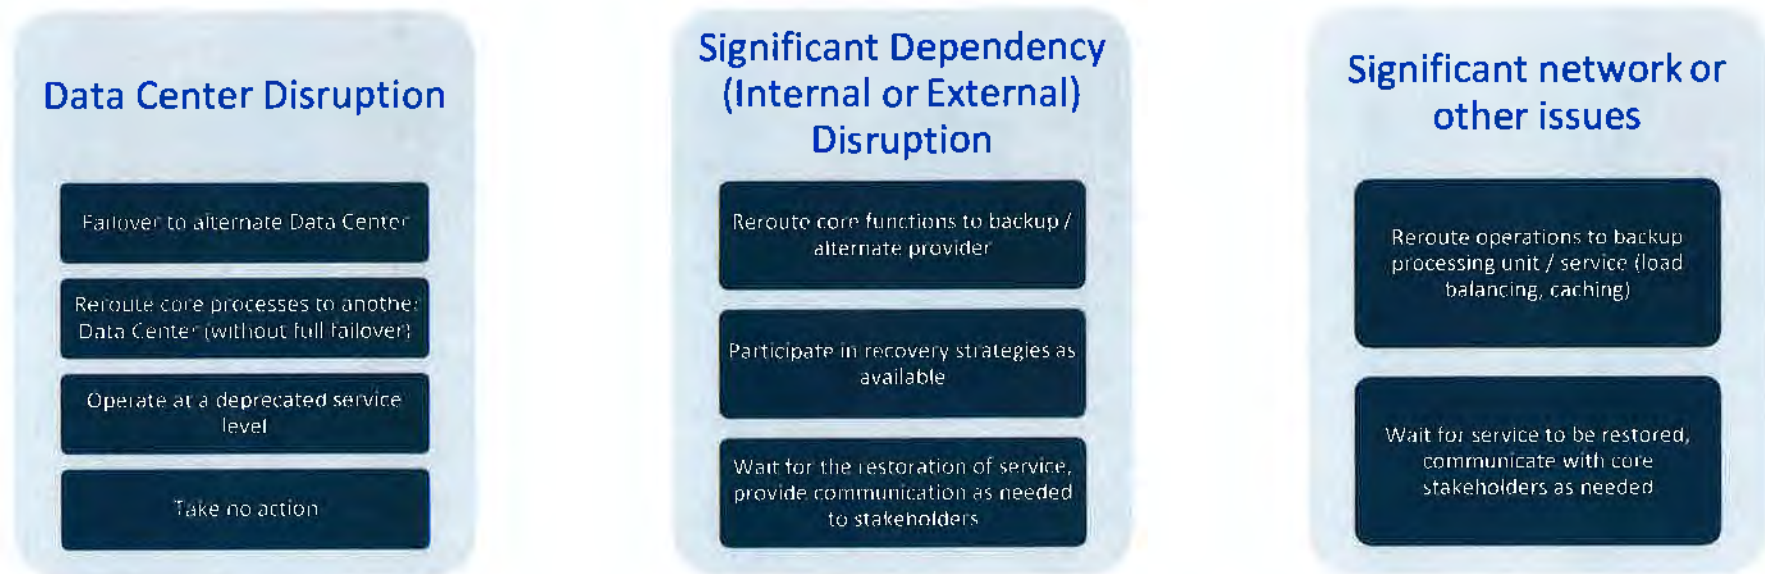 Data Center Disruption
Failover to alternate Data Center
Reroute core processes to another
Data Center (without full failover)
Operate at a deprecated service
level
Take no action
Significant Dependency
(Internal or External)
Disruption
Reroute core functions to backup /
alternate provider
Participate in recovery strategies as
available
Wait for the restoration of service,
provide communication as needed
to stakeholders
Significant network or
other issues
Reroute operations to backup
processing unit / service (load
balancing, caching)
Wait for service to be restored,
communicate with core
stakeholders as needed